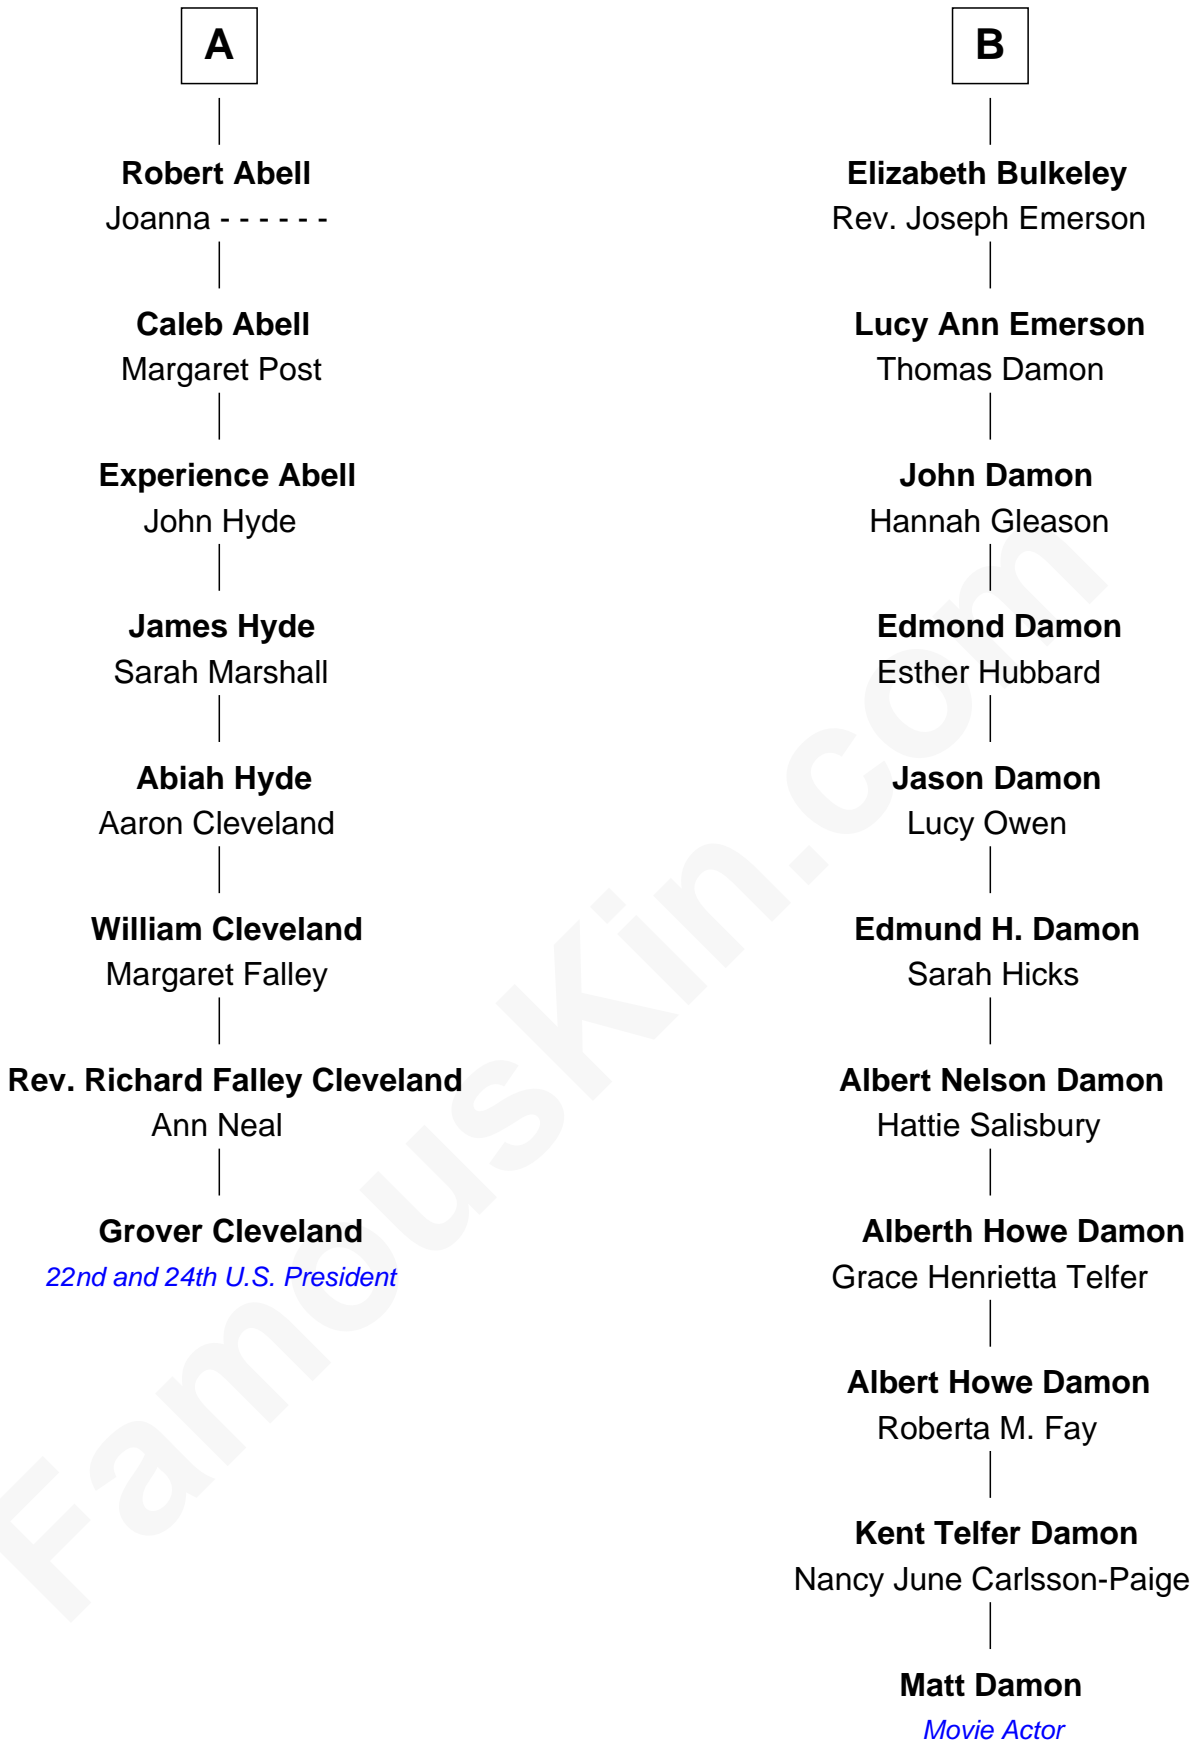 A
Robert Abell
Joanna - - - - - -
Caleb Abell
Margaret Post
Experience Abell
John Hyde
James Hyde
Sarah Marshall
Abiah Hyde
Aaron Cleveland
William Cleveland
Margaret Falley
Rev. Richard Falley Cleveland
Ann Neal
Grover Cleveland
22nd and 24th U.S. President
B
Elizabeth Bulkeley
Rev. Joseph Emerson
Lucy Ann Emerson
Thomas Damon
John Damon
Hannah Gleason
Edmond Damon
Esther Hubbard
Jason Damon
Lucy Owen
Edmund H. Damon
Sarah Hicks
Albert Nelson Damon
Hattie Salisbury
Alberth Howe Damon
Grace Henrietta Telfer
Albert Howe Damon
Roberta M. Fay
Kent Telfer Damon
Nancy June Carlsson-Paige
Matt Damon
Movie Actor
FamousKin.com